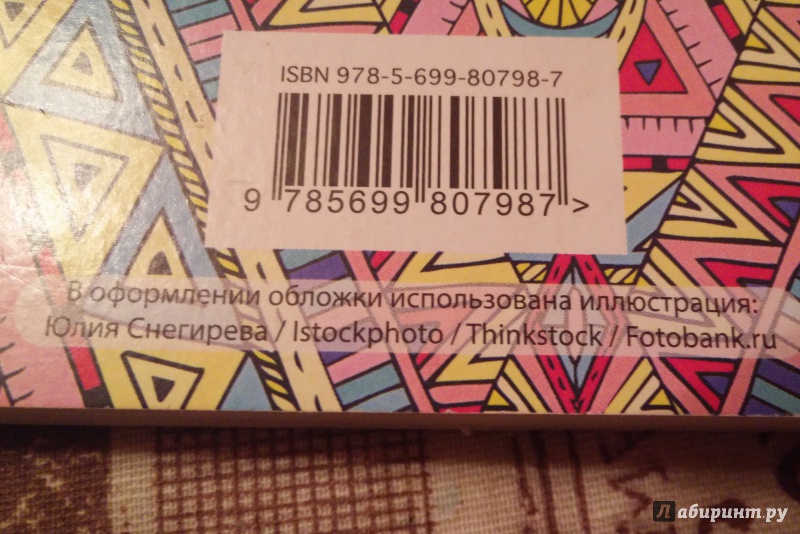 ISBN 978-5-699-80798-7
9 785699 807987 >
В оформлении обложки использована иллюстрация:
Юлия Снегирева / Istockphoto / Thinkstock / Fotobank.ru
Лабиринт.ру